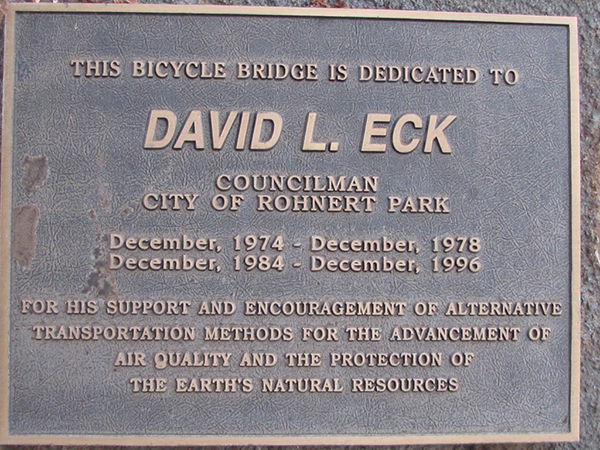 THIS BICYCLE BRIDGE IS DEDICATED TO
DAVID L. ECK
COUNCILMAN
CITY OF ROHNERT PARK
December, 1974 - December, 1978
December, 1984 - December, 1996
FOR HIS SUPPORT AND ENCOURAGEMENT OF ALTERNATIVE
TRANSPORTATION METHODS FOR THE ADVANCEMENT OF
AIR QUALITY AND THE PROTECTION OF
THE EARTH'S NATURAL RESOURCES